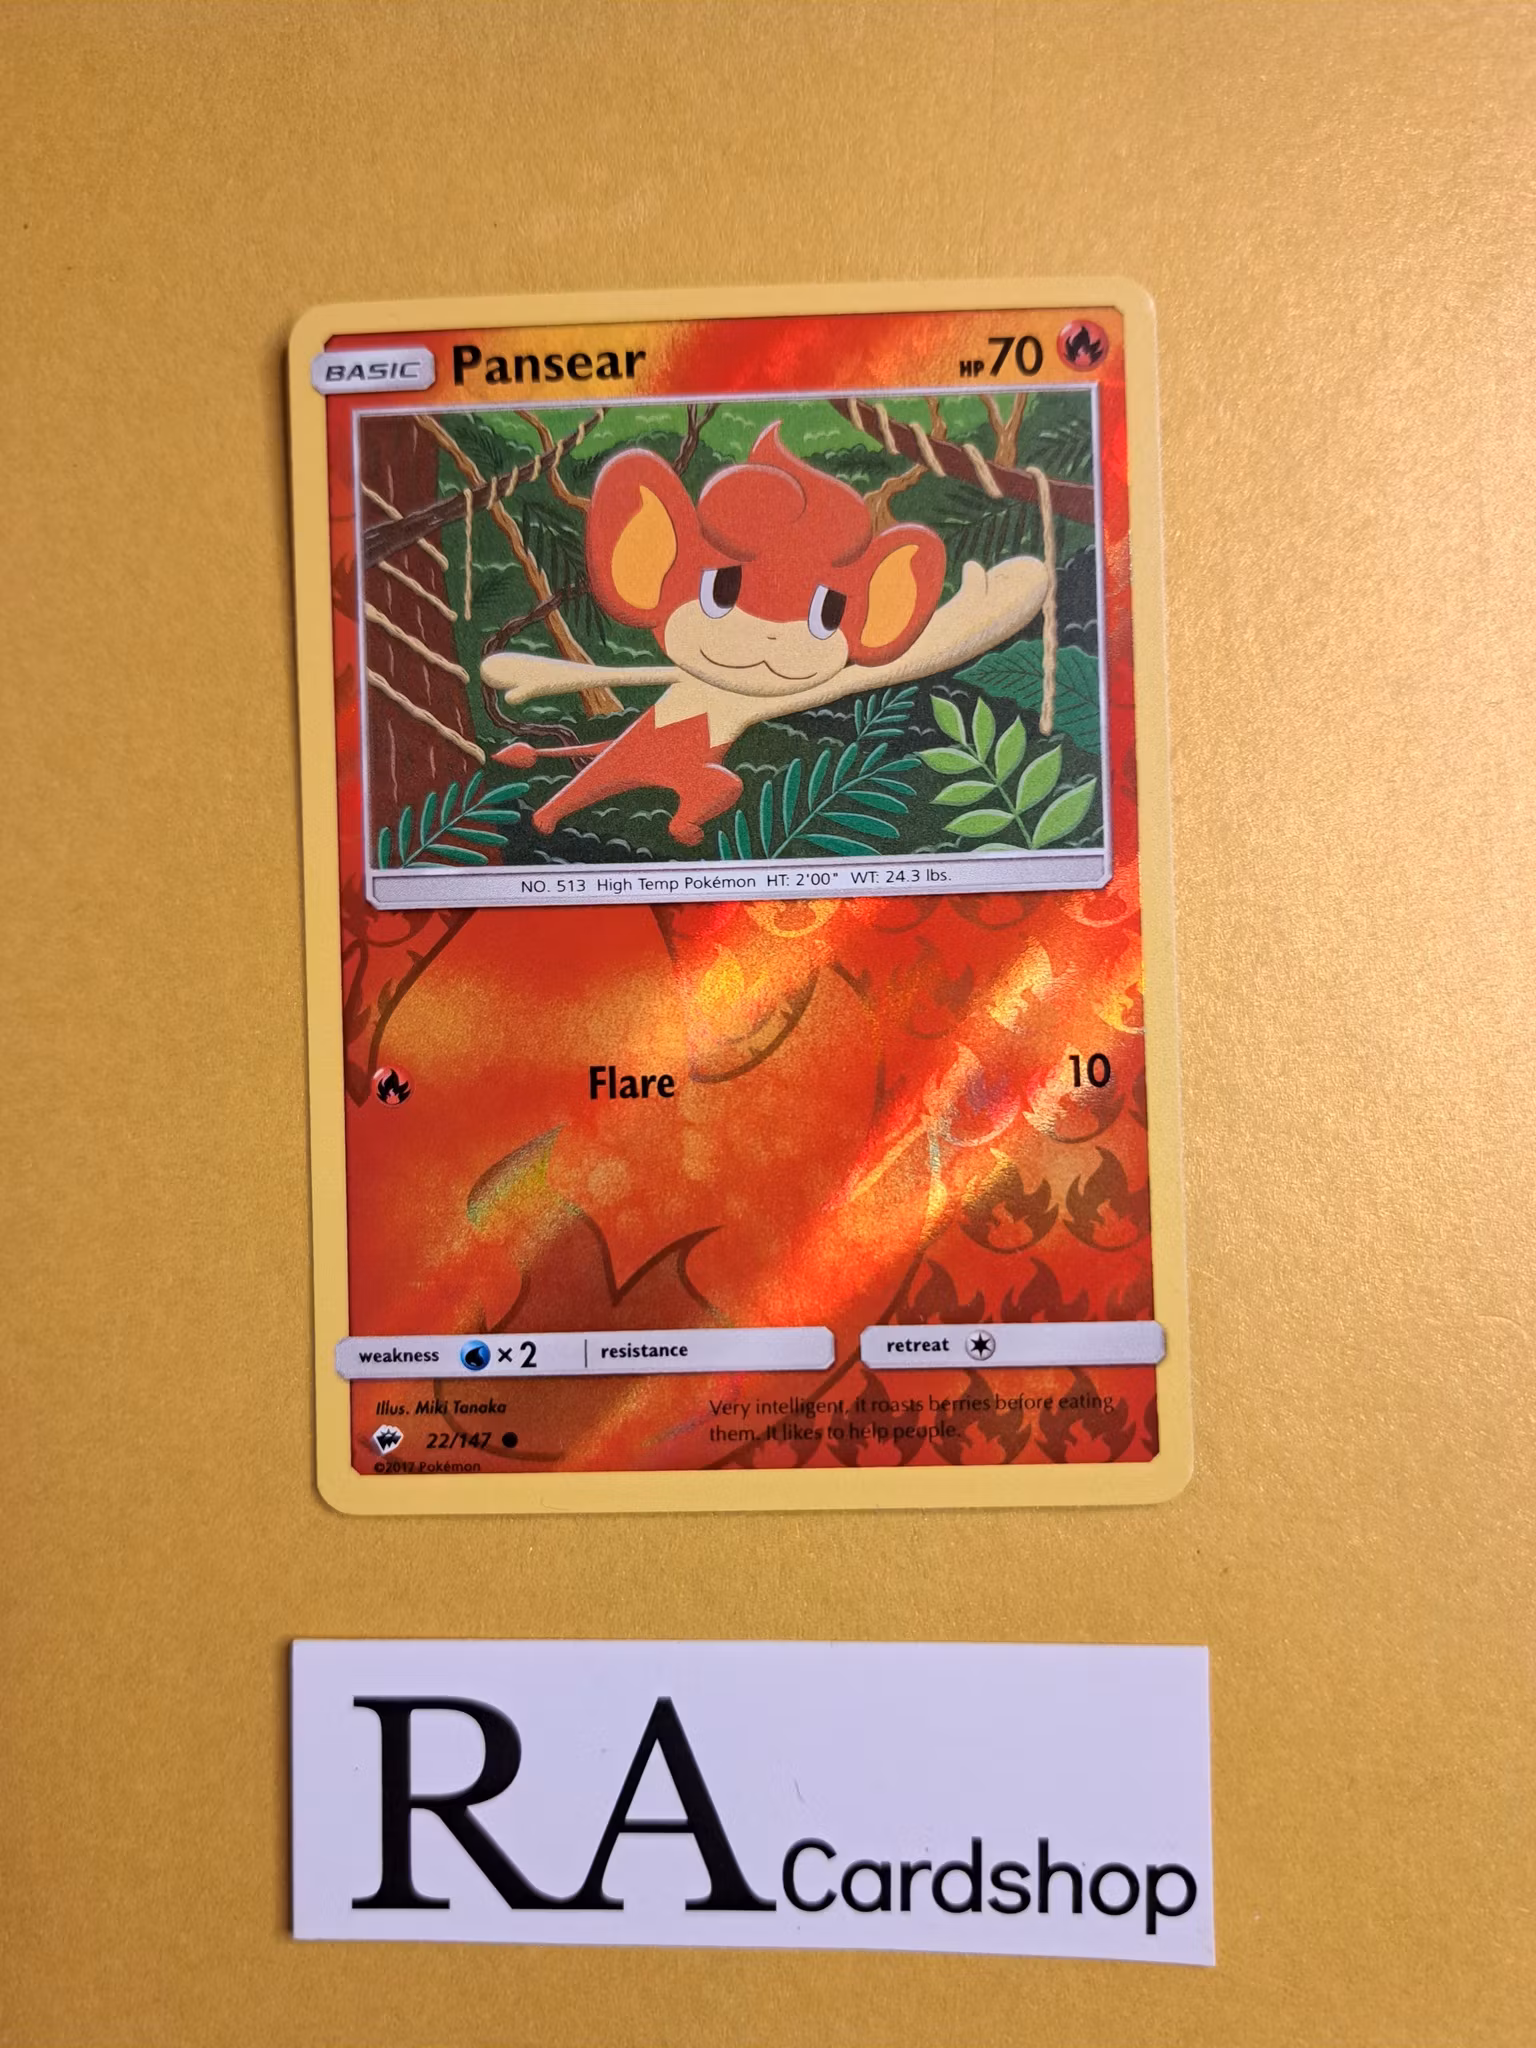 BASIC Pansear HP 70
NO. 513 High Temp Pokémon HT: 2'00" WT: 24.3 lbs.
Flare 10
weakness × 2 resistance retreat
Illus. Miki Tanaka
22/147
©2017 Pokémon
Very intelligent, it roasts berries before eating
them. It likes to help people.
RA Cardshop